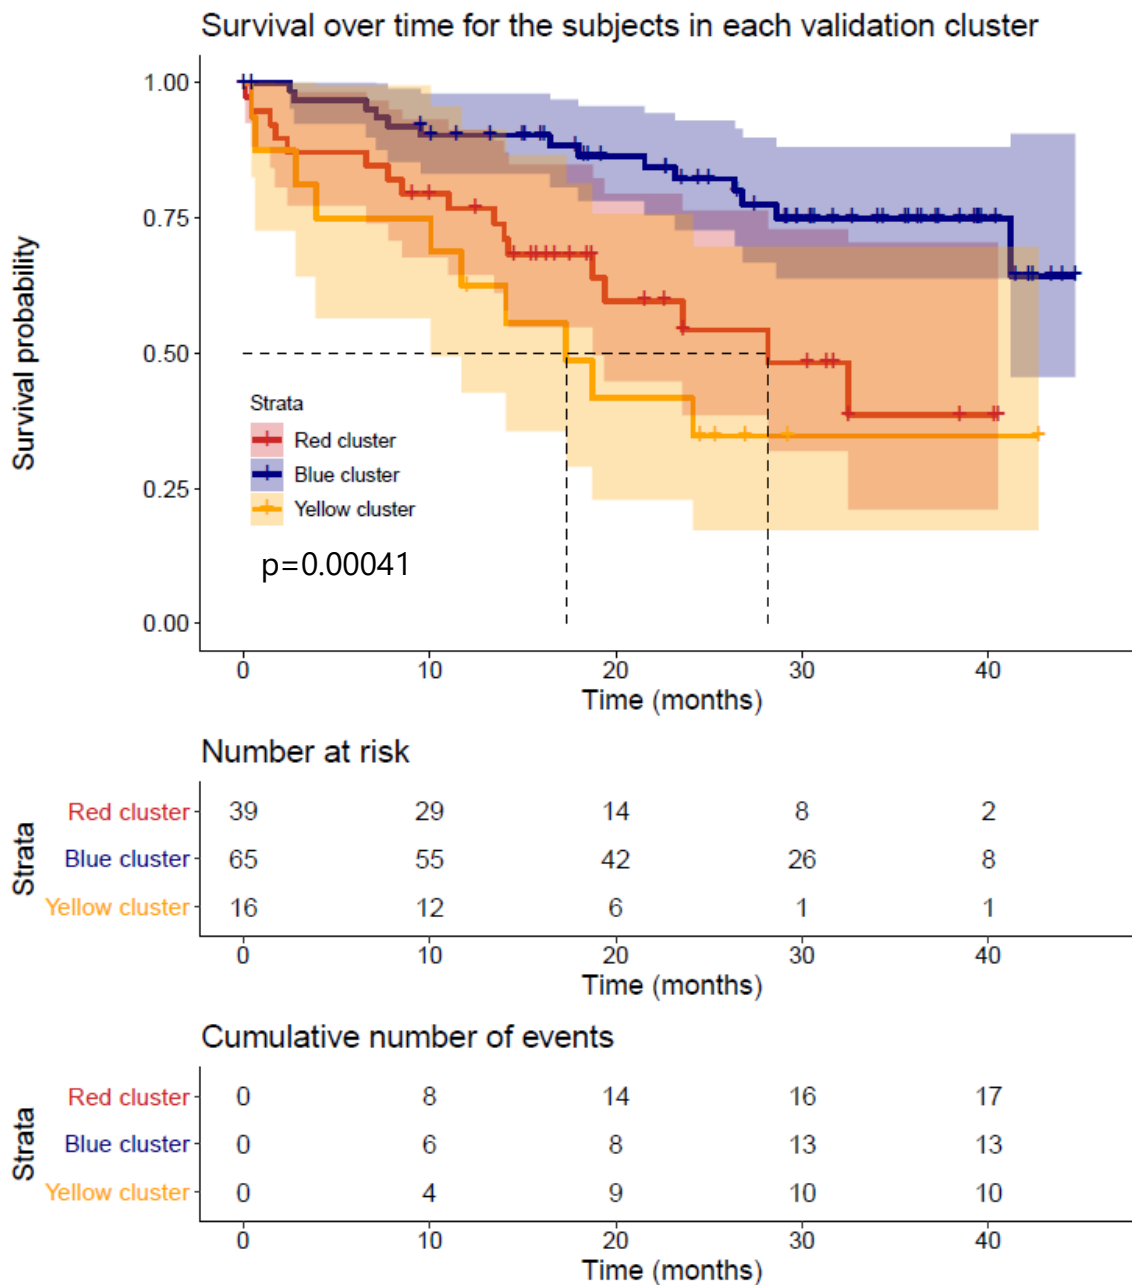 Survival over time for the subjects in each validation cluster
Survival probability
1.00
0.75
0.50
0.25
0.00
Strata
Red cluster
Blue cluster
Yellow cluster
p=0.00041
0 10 20 30 40
Time (months)
Number at risk
Strata
Red cluster 39 29 14 8 2
Blue cluster 65 55 42 26 8
Yellow cluster 16 12 6 1 1
0 10 20 30 40
Time (months)
Cumulative number of events
Strata
Red cluster 0 8 14 16 17
Blue cluster 0 6 8 13 13
Yellow cluster 0 4 9 10 10
0 10 20 30 40
Time (months)